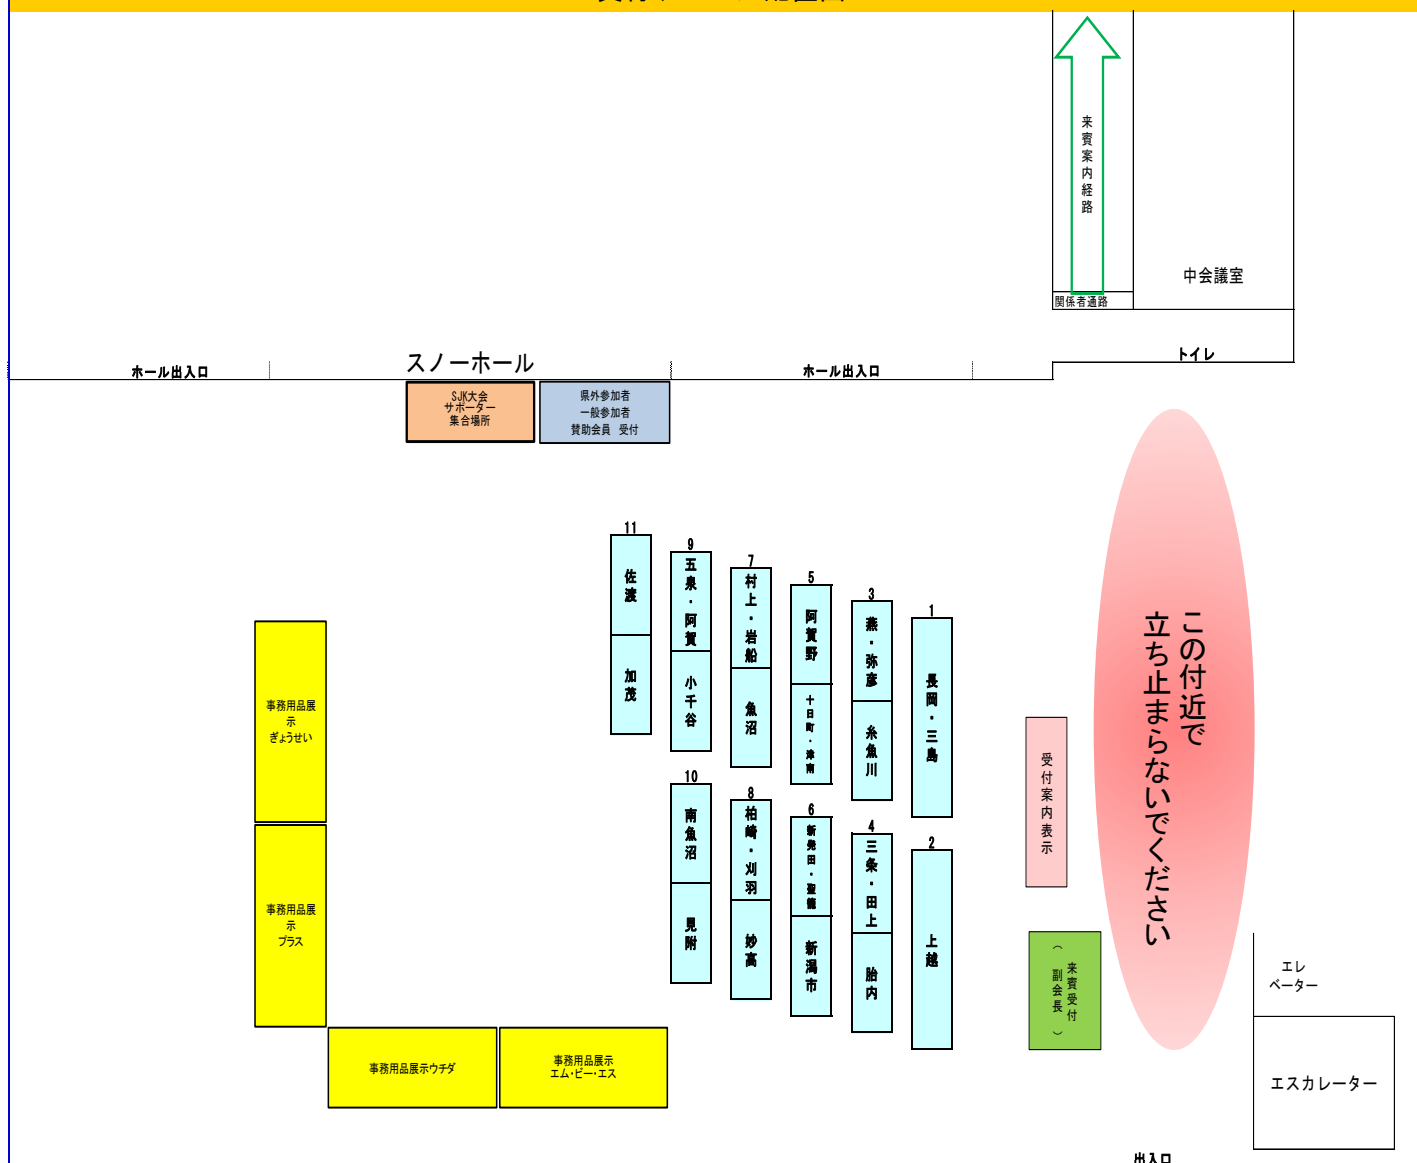 来賓案内経路
中会議室
関係者通路
トイレ
ホール出入口
スノーホール
ホール出入口
SJK大会
サポーター
集合場所
県外参加者
一般参加者
賛助会員 受付
11
佐渡
加茂
9
五泉・阿賀
小千谷
7
村上・岩船
魚沼
5
阿賀野
十日町・津南
3
燕・弥彦
糸魚川
1
長岡・三島
10
南魚沼
見附
8
柏崎・刈羽
妙高
6
新発田・聖籠
新潟市
4
三条・田上
胎内
2
上越
事務用品展
示
ぎょうせい
事務用品展
示
プラス
事務用品展示ウチダ
事務用品展示
エム・ビー・エス
受付案内表示
来賓受付
（副会長）
この付近で
立ち止まらないでください
エレ
ベーター
エスカレーター
出入口